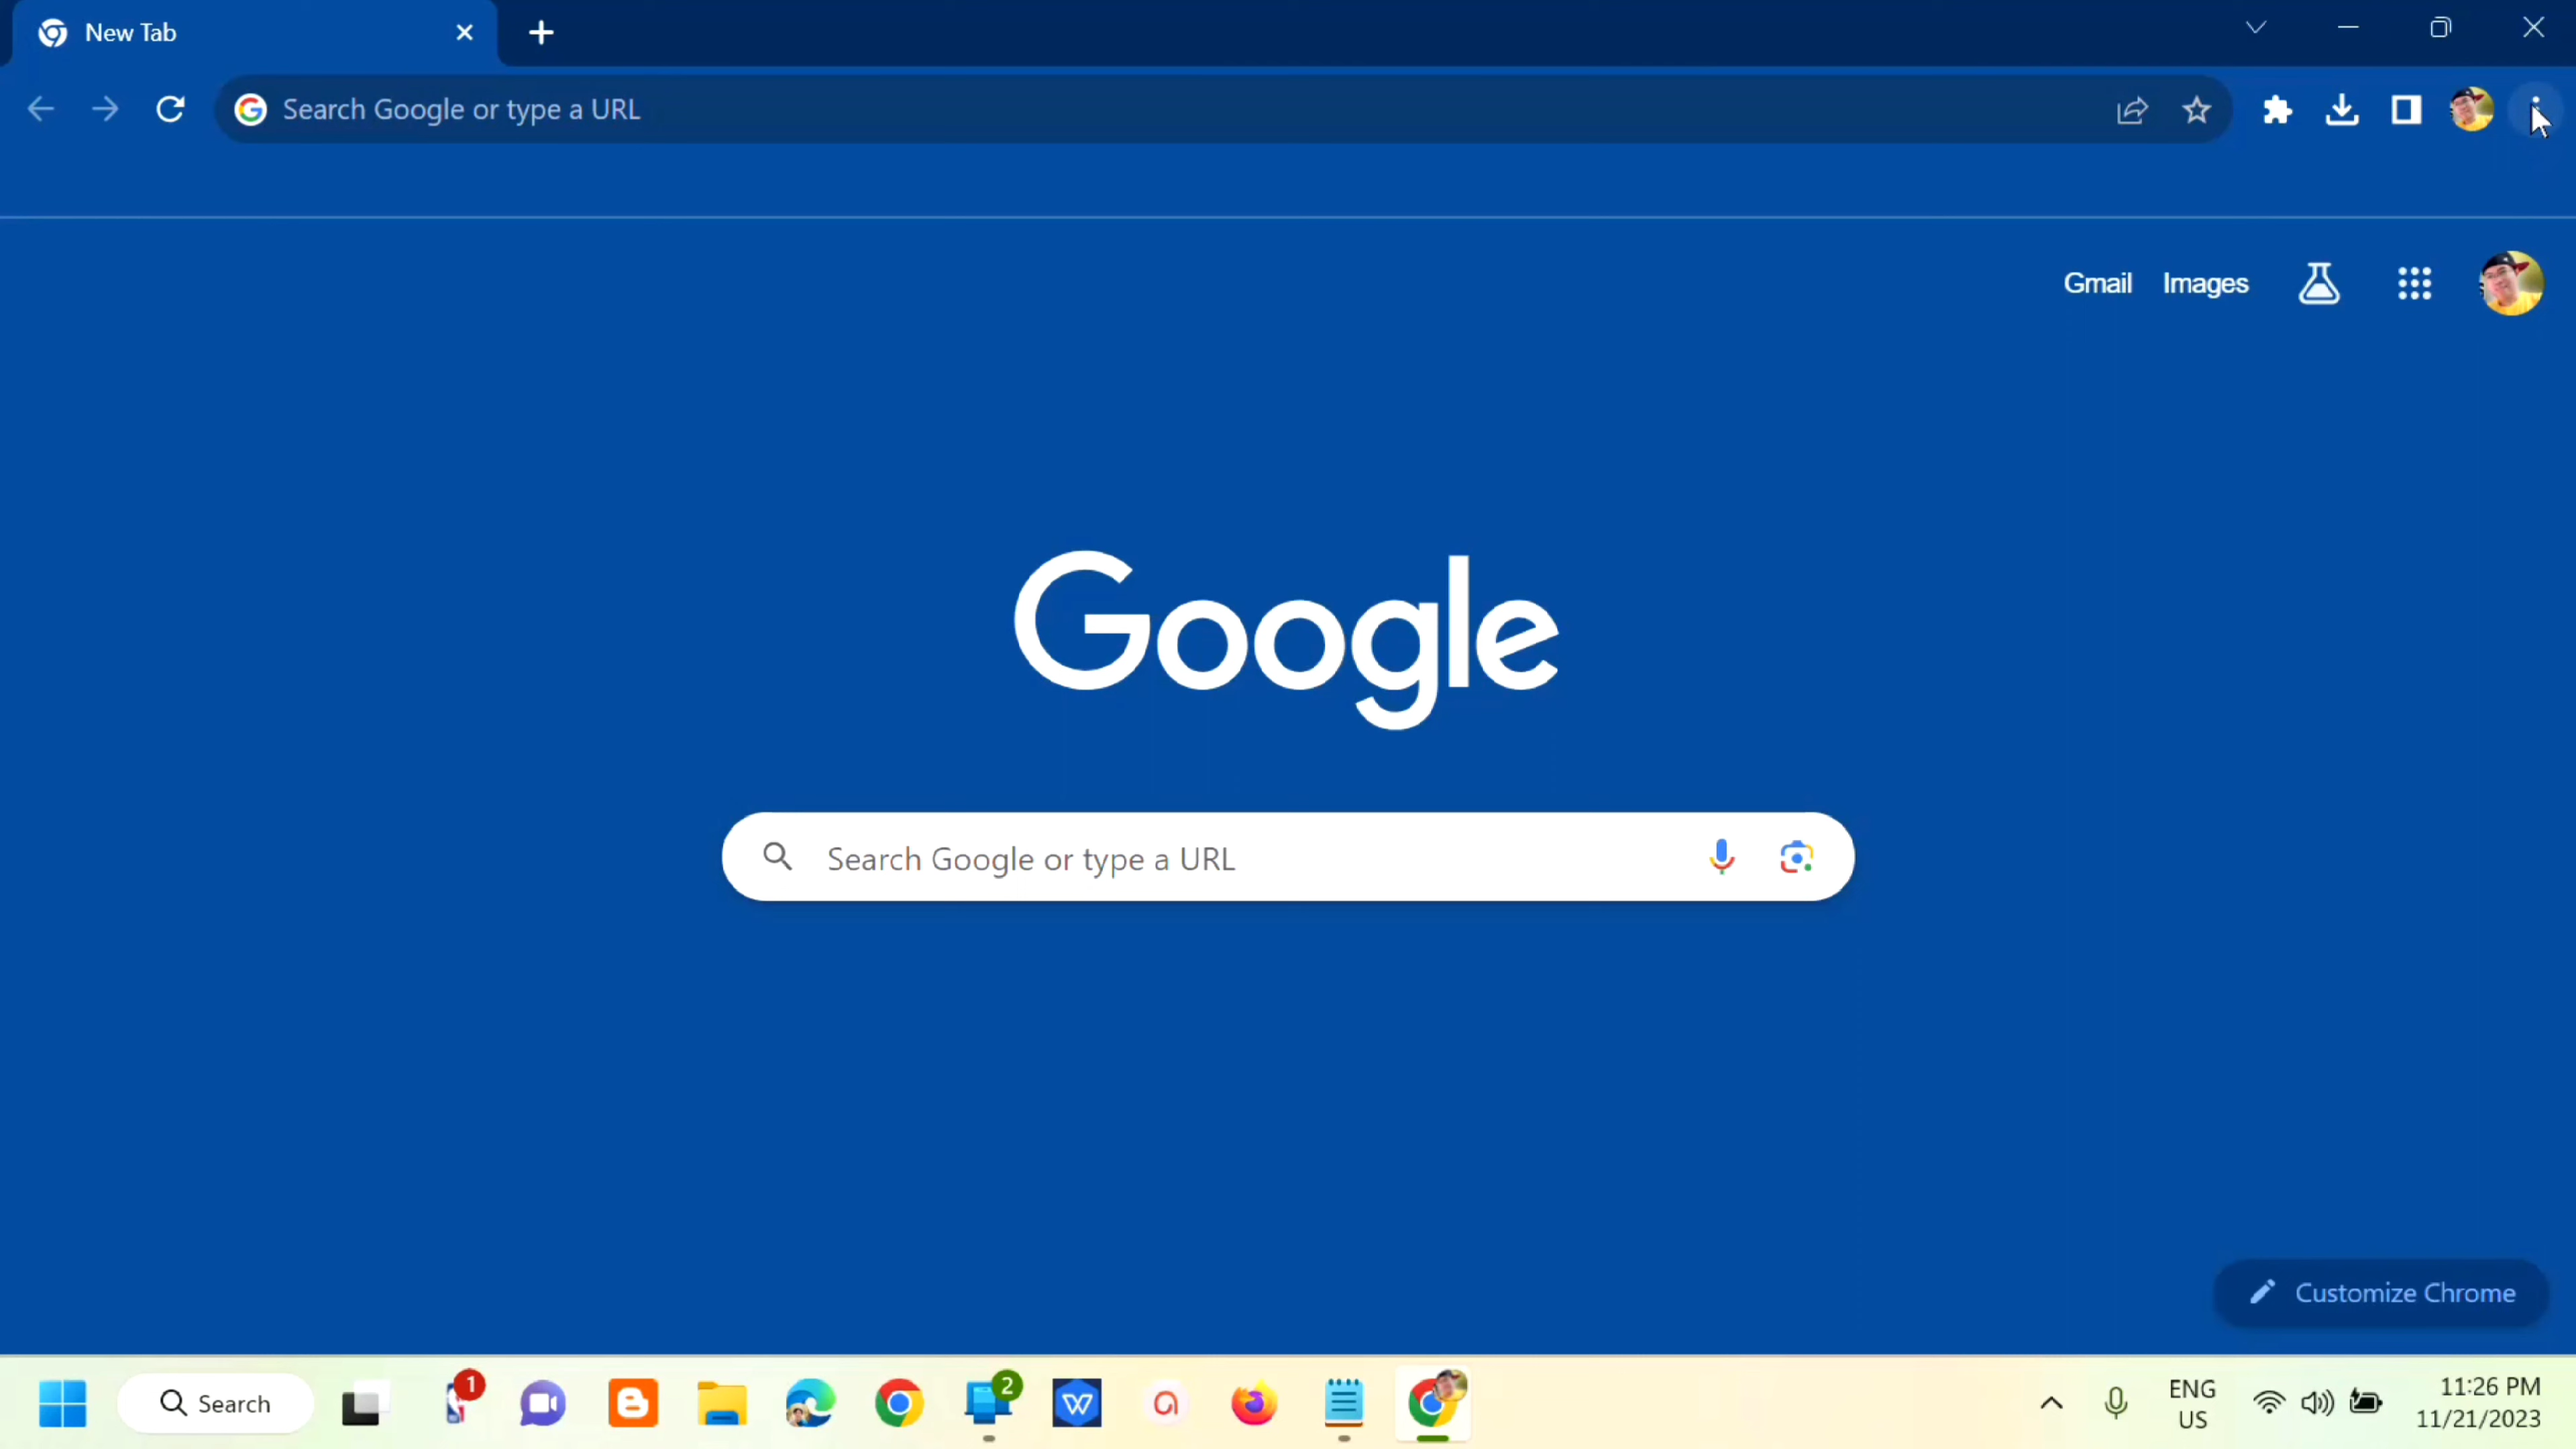 New Tab
Search Google or type a URL
Gmail Images
Google
Search Google or type a URL
Customize Chrome
Search
1
2
ENG
US
11:26 PM
11/21/2023